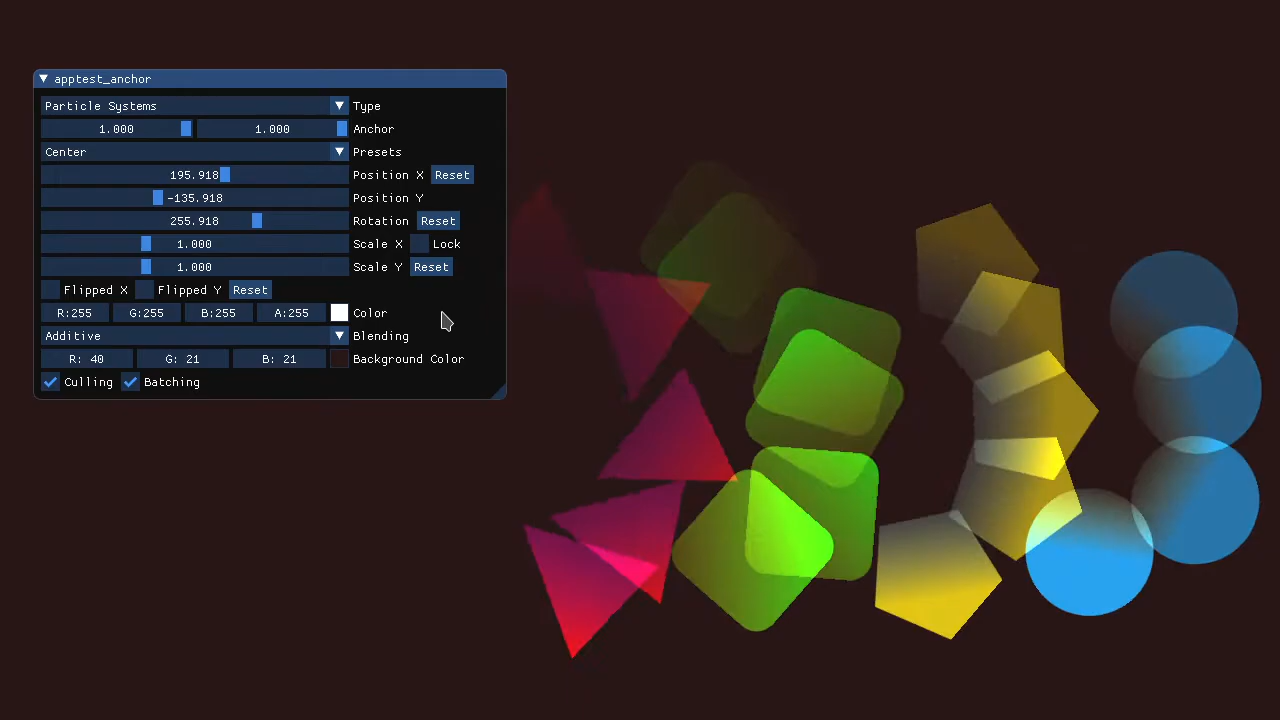 apptest_anchor
Particle Systems Type
1.000 1.000 Anchor
Center Presets
195.918 Position X Reset
-135.918 Position Y
255.918 Rotation Reset
1.000 Scale X Lock
1.000 Scale Y Reset
Flipped X Flipped Y Reset
R:255 G:255 B:255 A:255 Color
Additive Blending
R: 40 G: 21 B: 21 Background Color
Culling Batching